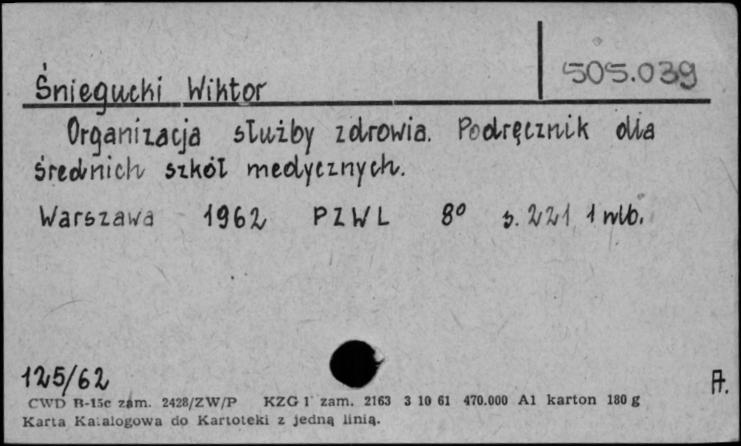 505.039
Śniegucki Wiktor
Organizacja służby zdrowia. Podręcznik dla
średnich szkół medycznych.
Warszawa 1962 PZWL 8° s. 221, 1 nlb.
125/62
A.
CWD B-15c zam. 2428/ZW/P KZG 1 zam. 2163 3 10 61 470.000 A1 karton 180 g
Karta Katalogowa do Kartoteki z jedną linią.